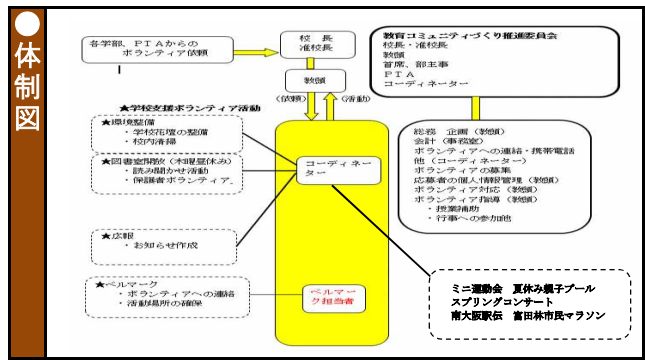 ●体制図
各学部、PTAからの
ボランティア依頼
校 長
准校長
教頭
(依頼)
(活動)
教育コミュニティづくり推進委員会
校長・准校長
教頭
首席、部主事
PTA
コーディネーター
総務 企画(教頭)
会計(事務室)
ボランティアへの連絡・携帯電話
他(コーディネーター)
ボランティアの募集
応募者の個人情報管理(教頭)
ボランティア対応(教頭)
ボランティア指導(教頭)
・授業補助
・行事への参加他
★学校支援ボランティア活動
★環境整備
・学校花壇の整備
・校内清掃
★図書室開放(木曜昼休み)
・読み聞かせ活動
・保護者ボランティア
コーディネー
ター
★広報
・お知らせ作成
★ベルマーク
・ボランティアへの連絡
・活動場所の確保
ベルマー
ク担当者
ミニ運動会 夏休み親子プール
スプリングコンサート
南大阪駅伝 富田林市民マラソン